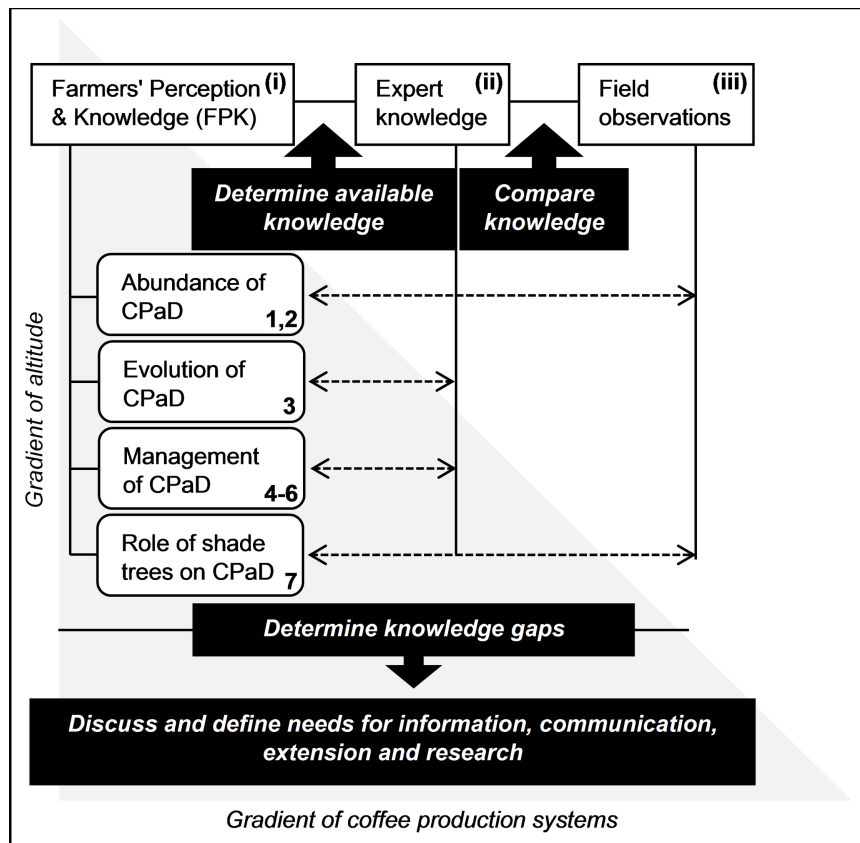 Farmers' Perception (i)
& Knowledge (FPK)
Expert (ii)
knowledge
Field (iii)
observations
Determine available
knowledge
Compare
knowledge
Abundance of
CPaD 1,2
Evolution of
CPaD 3
Management
of CPaD 4-6
Role of shade
trees on CPaD 7
Gradient of altitude
Determine knowledge gaps
Discuss and define needs for information, communication,
extension and research
Gradient of coffee production systems